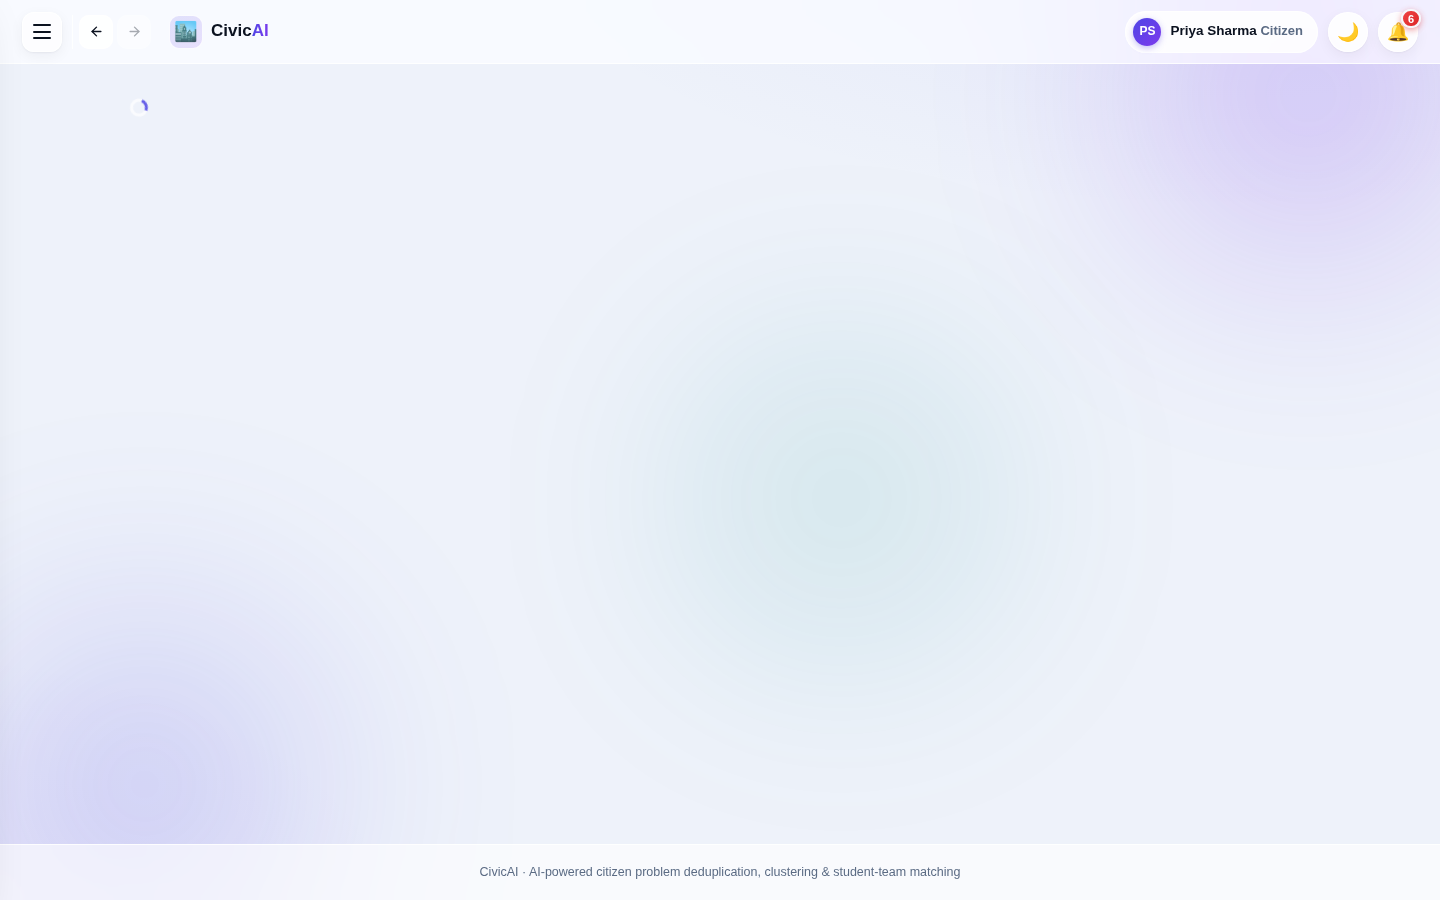 CivicAI
PS Priya Sharma Citizen
6
CivicAI · AI-powered citizen problem deduplication, clustering & student-team matching